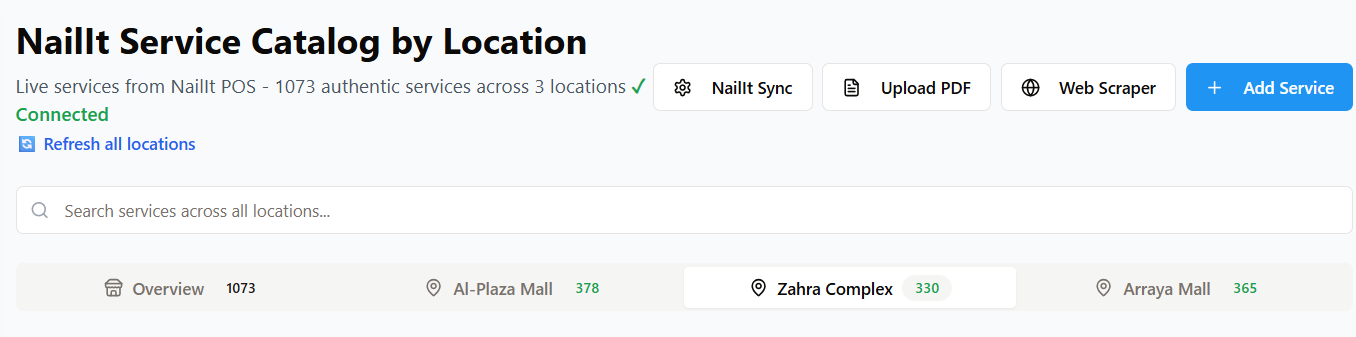 NailIt Service Catalog by Location
Live services from NailIt POS - 1073 authentic services across 3 locations ✓
Connected
Refresh all locations
NailIt Sync
Upload PDF
Web Scraper
Add Service
Search services across all locations...
Overview 1073
Al-Plaza Mall 378
Zahra Complex 330
Arraya Mall 365